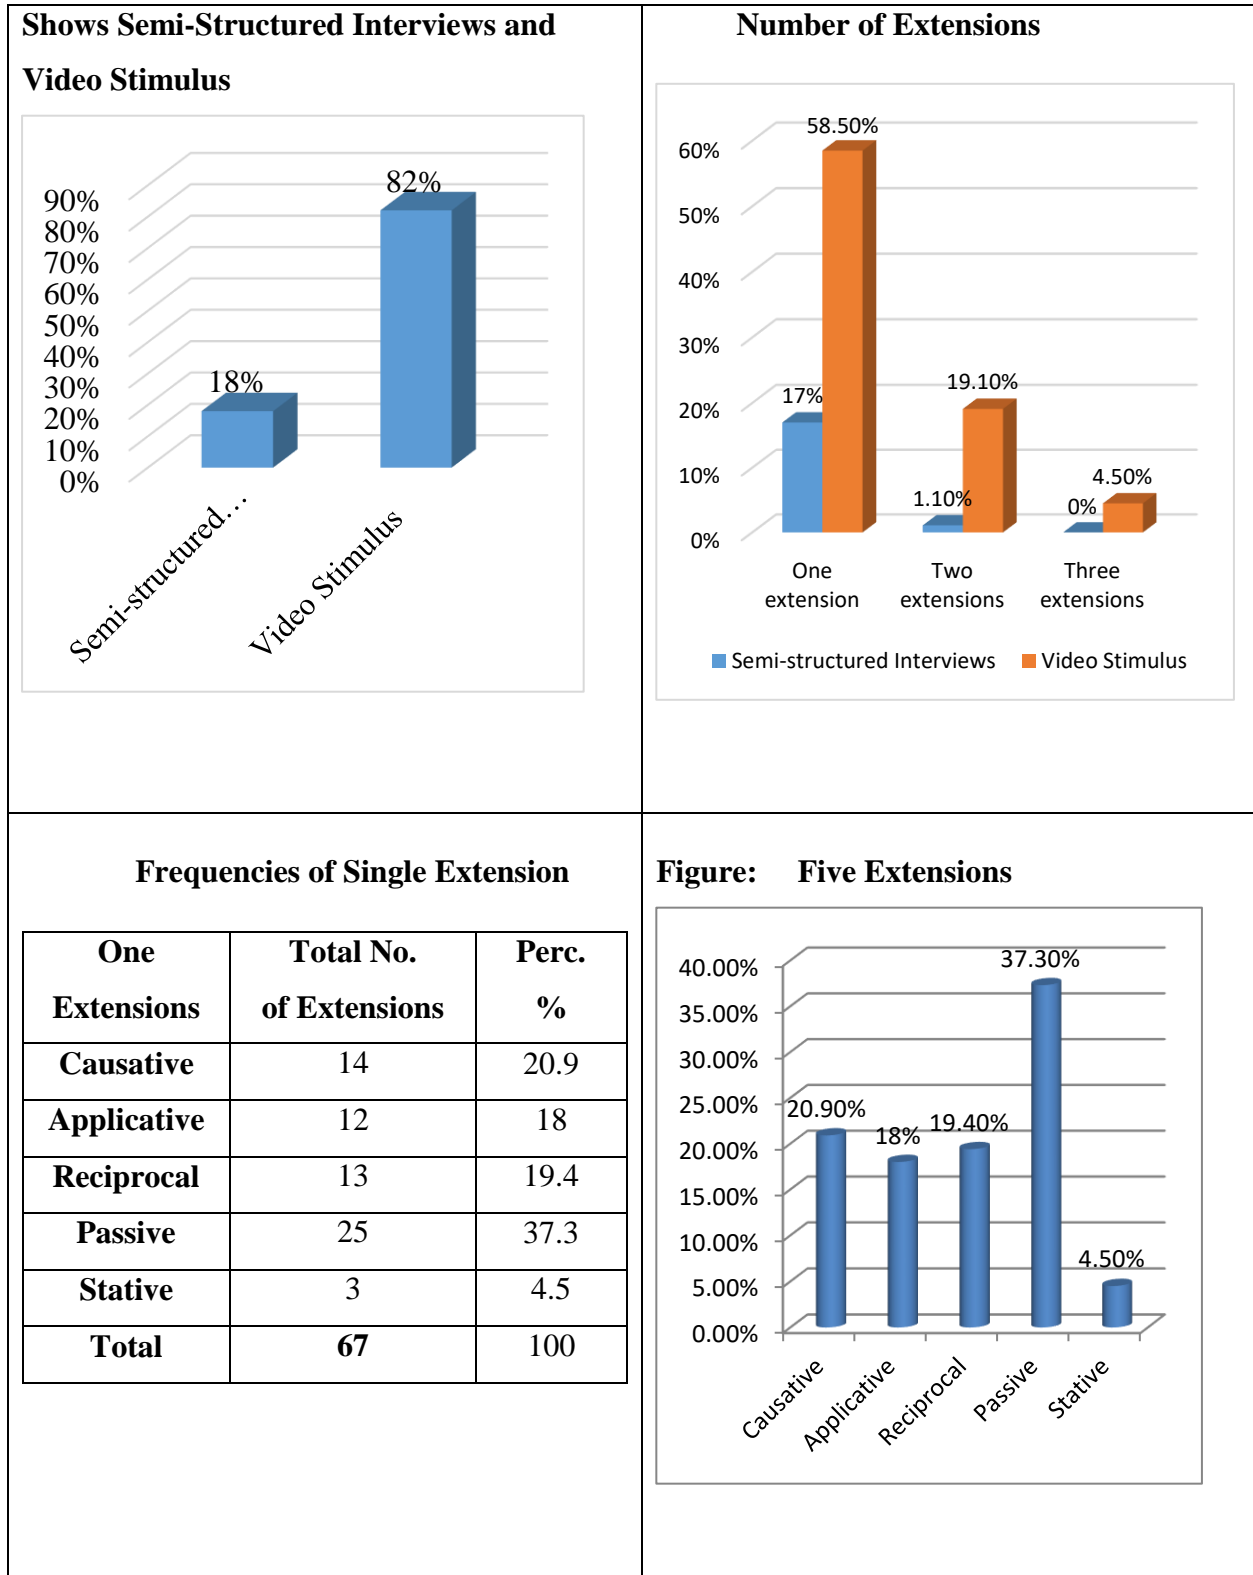 Shows Semi-Structured Interviews and
Video Stimulus
90%
80%
70%
60%
50%
40%
30%
20%
10%
0%
18%
82%
Semi-structured...
Video Stimulus
Number of Extensions
60%
50%
40%
30%
20%
10%
0%
17%
58.50%
1.10%
19.10%
0%
4.50%
One
extension
Two
extensions
Three
extensions
Semi-structured Interviews Video Stimulus
Frequencies of Single Extension
One Extensions Total No. of Extensions Perc. %
Causative 14 20.9
Applicative 12 18
Reciprocal 13 19.4
Passive 25 37.3
Stative 3 4.5
Total 67 100
Figure: Five Extensions
40.00%
35.00%
30.00%
25.00%
20.00%
15.00%
10.00%
5.00%
0.00%
20.90%
18%
19.40%
37.30%
4.50%
Causative
Applicative
Reciprocal
Passive
Stative